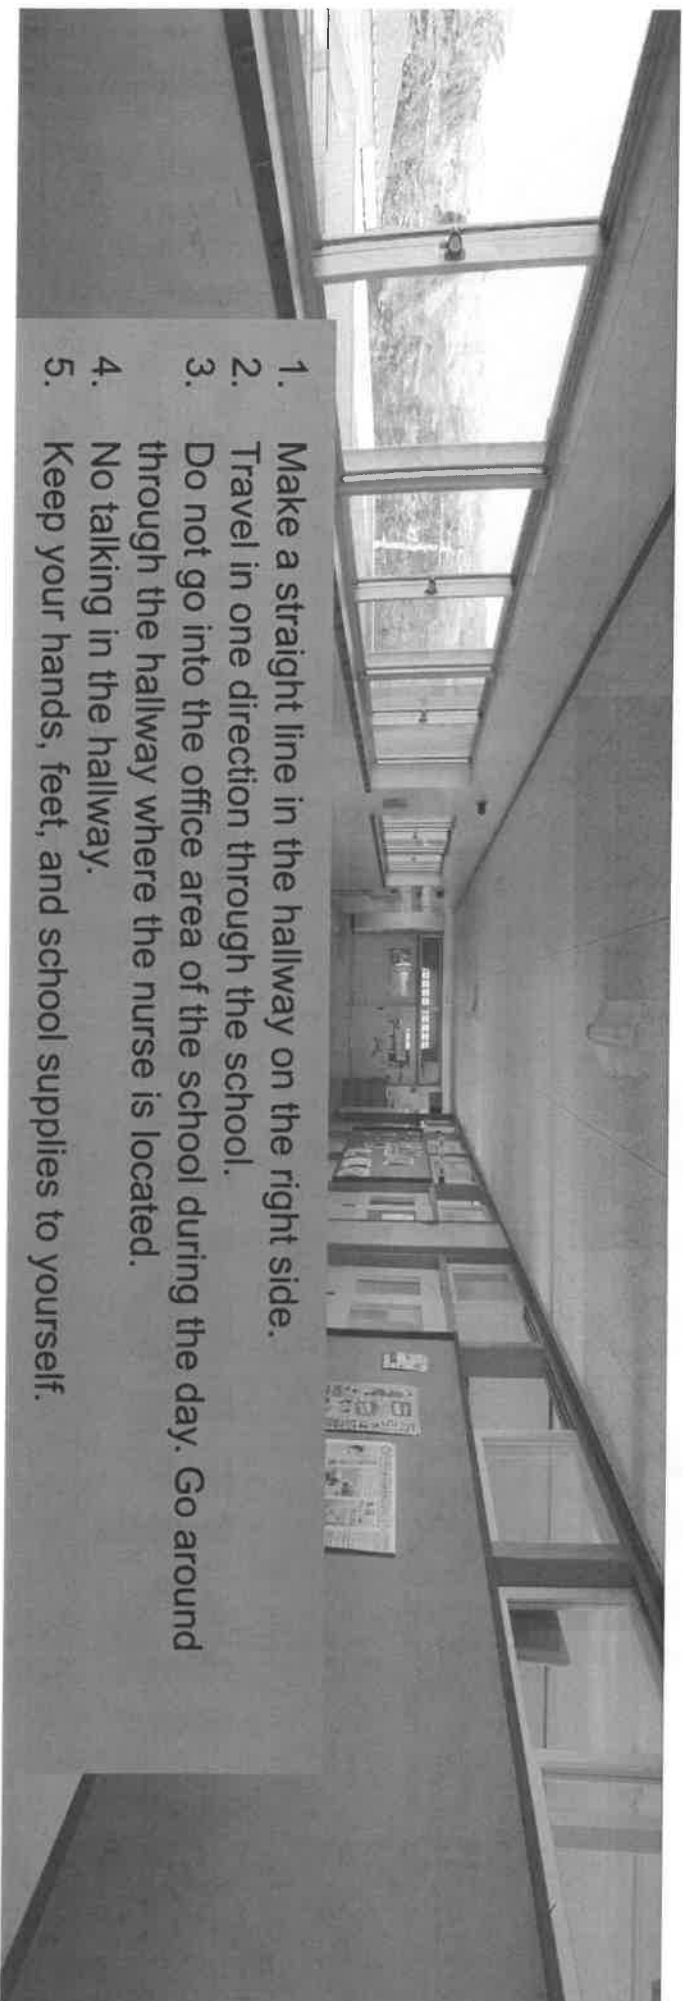 1. Make a straight line in the hallway on the right side.
2. Travel in one direction through the school.
3. Do not go into the office area of the school during the day. Go around
through the hallway where the nurse is located.
4. No talking in the hallway.
5. Keep your hands, feet, and school supplies to yourself.